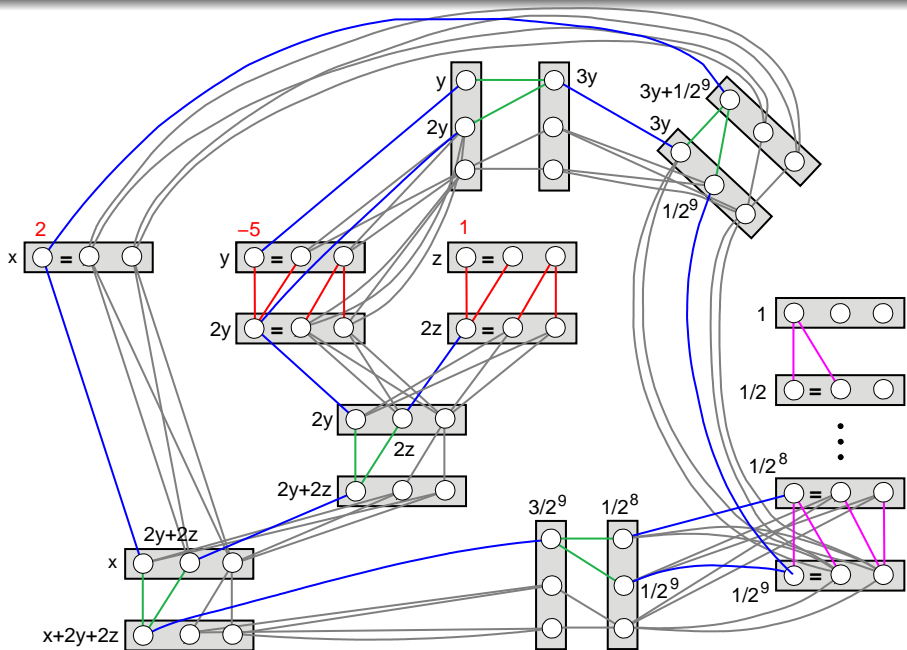 y
3y
3y+1/2⁹
2y
3y
1/2⁹
2
−5
1
x
=
y
=
z
=
1
2y
=
2z
=
1/2
=
2y
2z
1/2⁸
=
2y+2z
3/2⁹
1/2⁸
2y+2z
x
1/2⁹
1/2⁹
=
x+2y+2z